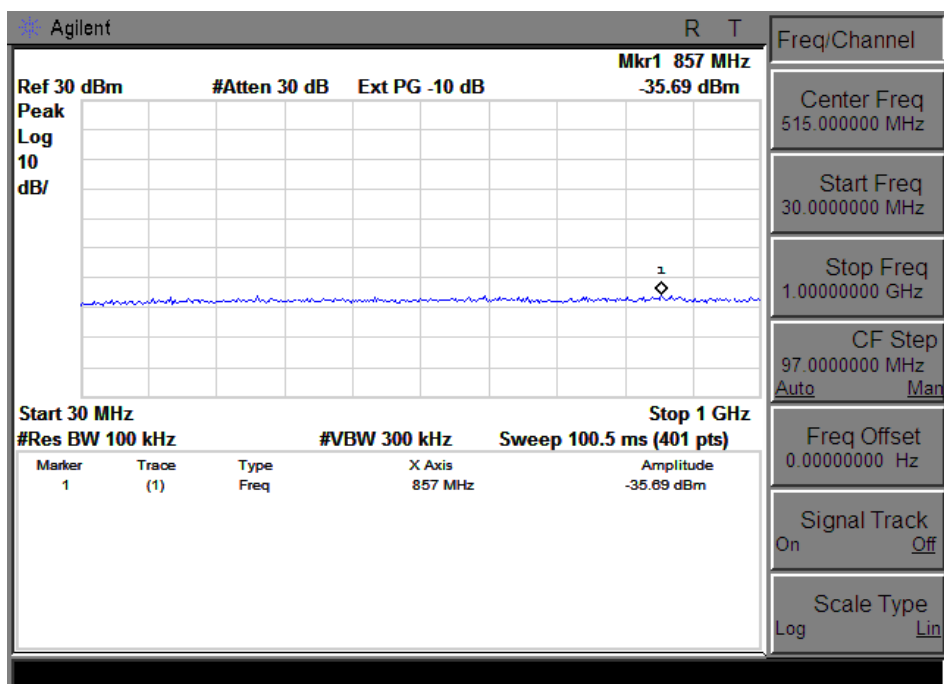 Agilent R T
Mkr1 857 MHz
Ref 30 dBm #Atten 30 dB Ext PG -10 dB -35.69 dBm
Peak
Log
10
dB/
1
Start 30 MHz Stop 1 GHz
#Res BW 100 kHz #VBW 300 kHz Sweep 100.5 ms (401 pts)
Marker Trace Type X Axis Amplitude
1 (1) Freq 857 MHz -35.69 dBm
Freq/Channel
Center Freq
515.000000 MHz
Start Freq
30.0000000 MHz
Stop Freq
1.00000000 GHz
CF Step
97.0000000 MHz
Auto Man
Freq Offset
0.00000000 Hz
Signal Track
On Off
Scale Type
Log Lin